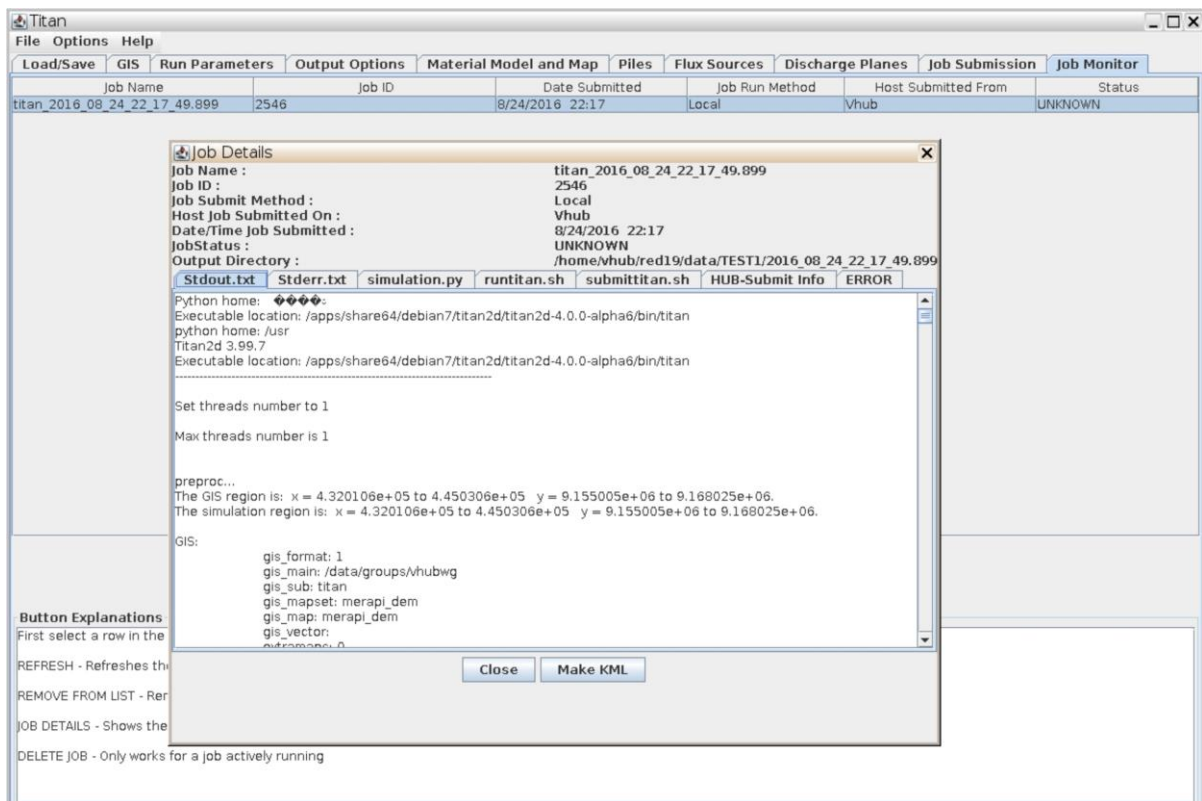 Titan
File Options Help
Load/Save GIS Run Parameters Output Options Material Model and Map Piles Flux Sources Discharge Planes Job Submission Job Monitor
Job Name Job ID Date Submitted Job Run Method Host Submitted From Status
titan_2016_08_24_22_17_49.899 2546 8/24/2016 22:17 Local Vhub UNKNOWN
Job Details
Job Name : titan_2016_08_24_22_17_49.899
Job ID : 2546
Job Submit Method : Local
Host Job Submitted On : Vhub
Date/Time Job Submitted : 8/24/2016 22:17
JobStatus : UNKNOWN
Output Directory : /home/vhub/red19/data/TEST1/2016_08_24_22_17_49.899
Stdout.txt Stderr.txt simulation.py runtitan.sh submittitan.sh HUB-Submit Info ERROR
Python home: ����
Executable location: /apps/share64/debian7/titan2d/titan2d-4.0.0-alpha6/bin/titan
python home: /usr
Titan2d 3.99.7
Executable location: /apps/share64/debian7/titan2d/titan2d-4.0.0-alpha6/bin/titan
--------------------------------------------------------------------------------
Set threads number to 1
Max threads number is 1
preproc...
The GIS region is: x = 4.320106e+05 to 4.450306e+05 y = 9.155005e+06 to 9.168025e+06.
The simulation region is: x = 4.320106e+05 to 4.450306e+05 y = 9.155005e+06 to 9.168025e+06.
GIS:
gis_format: 1
gis_main: /data/groups/vhubwg
gis_sub: titan
gis_mapset: merapi_dem
gis_map: merapi_dem
gis_vector:
Close Make KML
Button Explanations
First select a row in the
REFRESH - Refreshes the
REMOVE FROM LIST - Rer
JOB DETAILS - Shows the
DELETE JOB - Only works for a job actively running